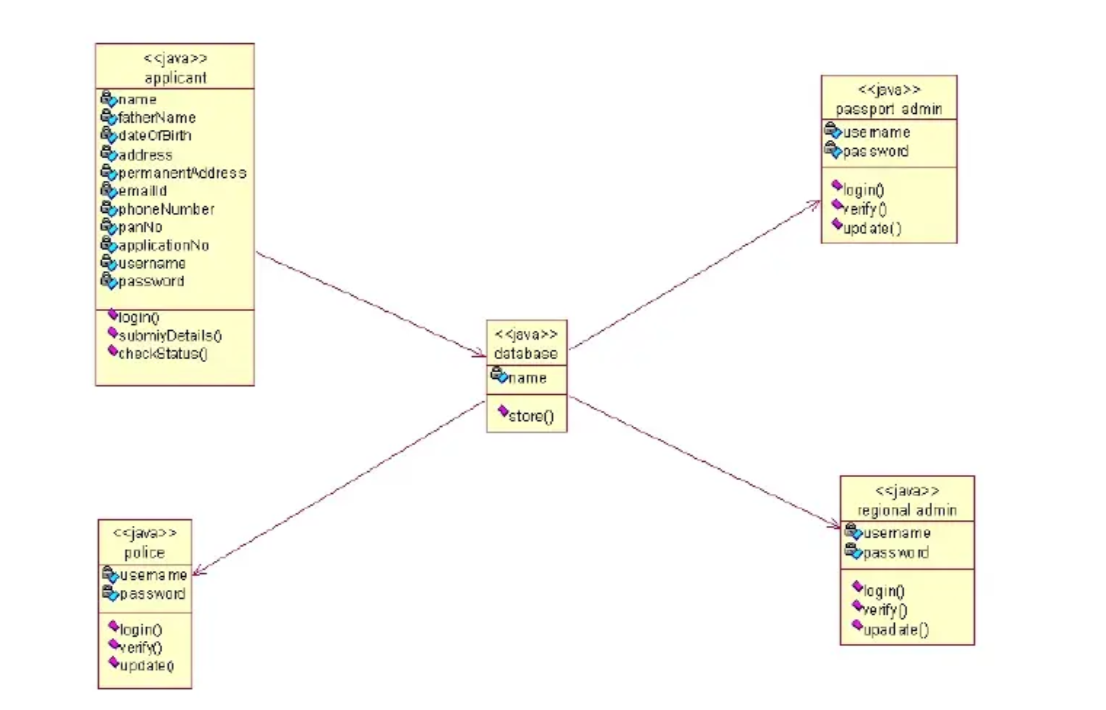 <<java>>
applicant
name
fatherName
dateOfBirth
address
permanentAddress
emailId
phoneNumber
panNo
applicationNo
username
password
login()
submiyDetails()
checkStatus()
<<java>>
passport admin
username
password
login()
verify()
update()
<<java>>
database
name
store()
<<java>>
police
username
password
login()
verify()
update()
<<java>>
regional admin
username
password
login()
verify()
upadate()